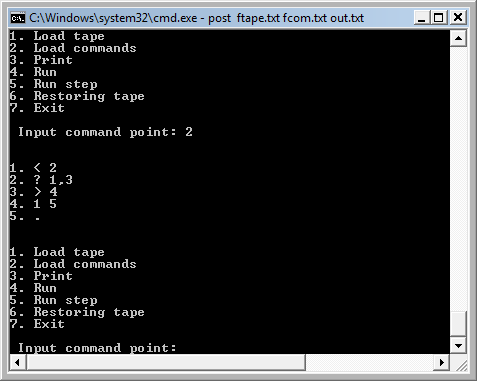 C:\Windows\system32\cmd.exe - post ftape.txt fcom.txt out.txt
1. Load tape
2. Load commands
3. Print
4. Run
5. Run step
6. Restoring tape
7. Exit
Input command point: 2
1. < 2
2. ? 1,3
3. > 4
4. 1 5
5. .
1. Load tape
2. Load commands
3. Print
4. Run
5. Run step
6. Restoring tape
7. Exit
Input command point: